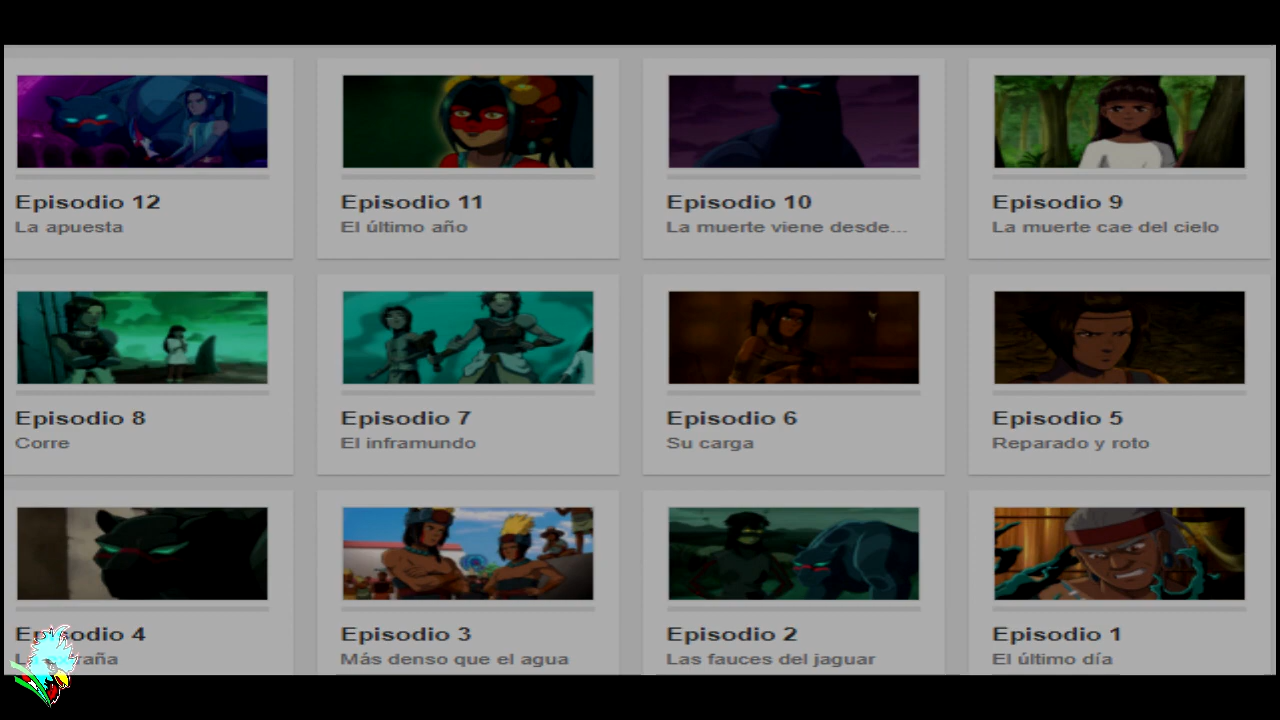 Episodio 12
La apuesta
Episodio 11
El último año
Episodio 10
La muerte viene desde...
Episodio 9
La muerte cae del cielo
Episodio 8
Corre
Episodio 7
El inframundo
Episodio 6
Su carga
Episodio 5
Reparado y roto
Episodio 4
Episodio 3
Más denso que el agua
Episodio 2
Las fauces del jaguar
Episodio 1
El último día